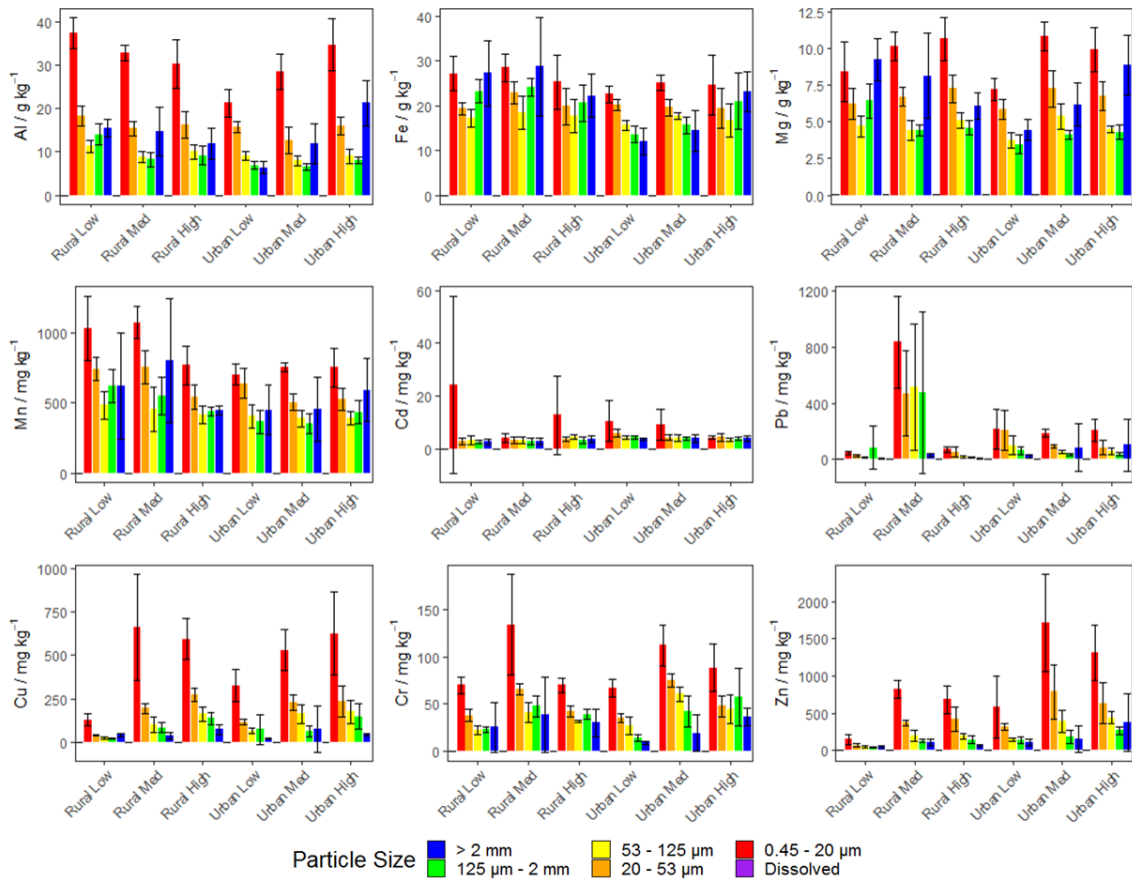 Al / g kg⁻¹
40
30
20
10
0
Rural Low
Rural Med
Rural High
Urban Low
Urban Med
Urban High
Fe / g kg⁻¹
40
30
20
10
0
Rural Low
Rural Med
Rural High
Urban Low
Urban Med
Urban High
Mg / g kg⁻¹
12.5
10.0
7.5
5.0
2.5
0.0
Rural Low
Rural Med
Rural High
Urban Low
Urban Med
Urban High
Mn / mg kg⁻¹
1000
500
0
Rural Low
Rural Med
Rural High
Urban Low
Urban Med
Urban High
Cd / mg kg⁻¹
60
40
20
0
Rural Low
Rural Med
Rural High
Urban Low
Urban Med
Urban High
Pb / mg kg⁻¹
1200
800
400
0
Rural Low
Rural Med
Rural High
Urban Low
Urban Med
Urban High
Cu / mg kg⁻¹
1000
750
500
250
0
Rural Low
Rural Med
Rural High
Urban Low
Urban Med
Urban High
Cr / mg kg⁻¹
150
100
50
0
Rural Low
Rural Med
Rural High
Urban Low
Urban Med
Urban High
Zn / mg kg⁻¹
2000
1500
1000
500
0
Rural Low
Rural Med
Rural High
Urban Low
Urban Med
Urban High
Particle Size
> 2 mm
125 µm - 2 mm
53 - 125 µm
20 - 53 µm
0.45 - 20 µm
Dissolved